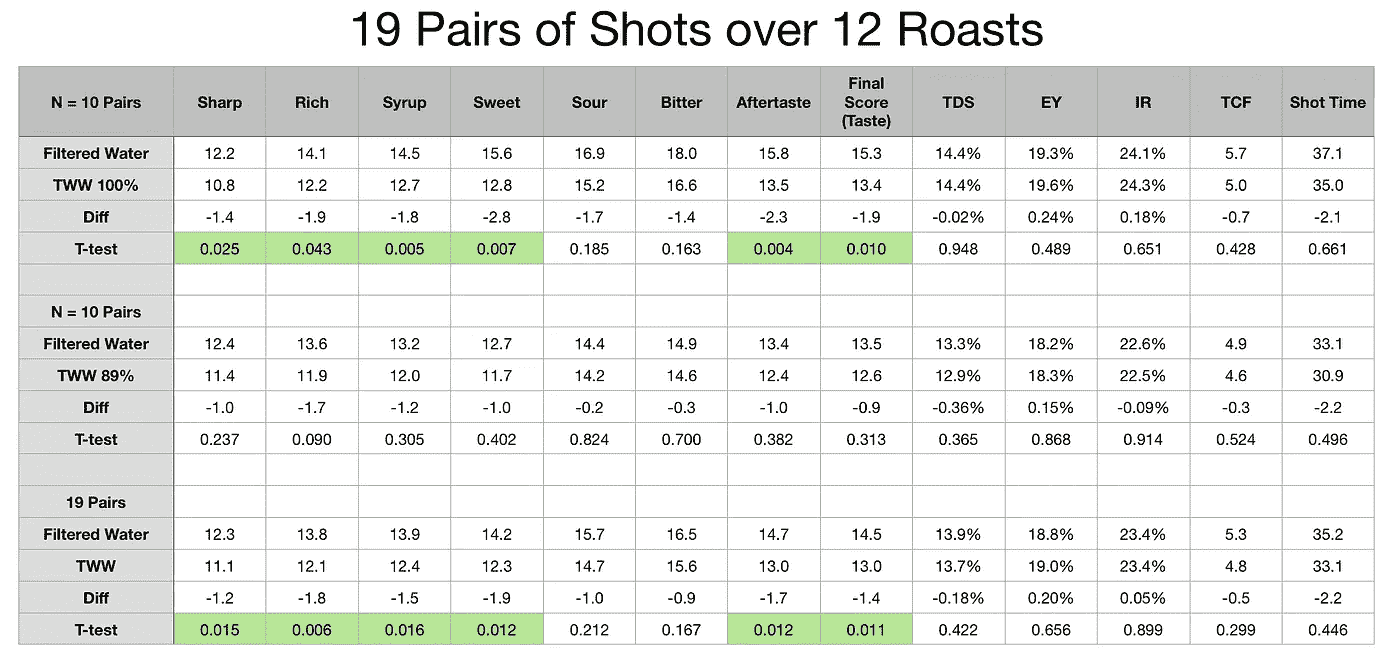 19 Pairs of Shots over 12 Roasts
N = 10 Pairs Sharp Rich Syrup Sweet Sour Bitter Aftertaste Final Score (Taste) TDS EY IR TCF Shot Time
Filtered Water 12.2 14.1 14.5 15.6 16.9 18.0 15.8 15.3 14.4% 19.3% 24.1% 5.7 37.1
TWW 100% 10.8 12.2 12.7 12.8 15.2 16.6 13.5 13.4 14.4% 19.6% 24.3% 5.0 35.0
Diff -1.4 -1.9 -1.8 -2.8 -1.7 -1.4 -2.3 -1.9 -0.02% 0.24% 0.18% -0.7 -2.1
T-test 0.025 0.043 0.005 0.007 0.185 0.163 0.004 0.010 0.948 0.489 0.651 0.428 0.661
N = 10 Pairs
Filtered Water 12.4 13.6 13.2 12.7 14.4 14.9 13.4 13.5 13.3% 18.2% 22.6% 4.9 33.1
TWW 89% 11.4 11.9 12.0 11.7 14.2 14.6 12.4 12.6 12.9% 18.3% 22.5% 4.6 30.9
Diff -1.0 -1.7 -1.2 -1.0 -0.2 -0.3 -1.0 -0.9 -0.36% 0.15% -0.09% -0.3 -2.2
T-test 0.237 0.090 0.305 0.402 0.824 0.700 0.382 0.313 0.365 0.868 0.914 0.524 0.496
19 Pairs
Filtered Water 12.3 13.8 13.9 14.2 15.7 16.5 14.7 14.5 13.9% 18.8% 23.4% 5.3 35.2
TWW 11.1 12.1 12.4 12.3 14.7 15.6 13.0 13.0 13.7% 19.0% 23.4% 4.8 33.1
Diff -1.2 -1.8 -1.5 -1.9 -1.0 -0.9 -1.7 -1.4 -0.18% 0.20% 0.05% -0.5 -2.2
T-test 0.015 0.006 0.016 0.012 0.212 0.167 0.012 0.011 0.422 0.656 0.899 0.299 0.446